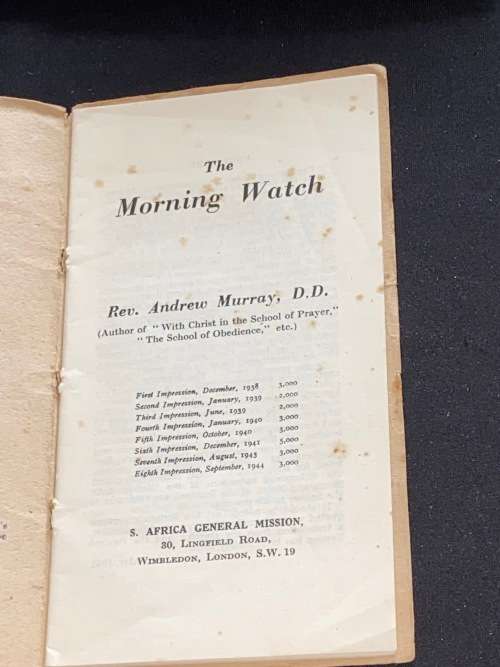 The
Morning Watch
Rev. Andrew Murray, D.D.
(Author of "With Christ in the School of Prayer,"
"The School of Obedience," etc.)
First Impression, December, 1938 3,000
Second Impression, January, 1939 2,000
Third Impression, June, 1939 2,000
Fourth Impression, January, 1940 3,000
Fifth Impression, October, 1940 3,000
Sixth Impression, December, 1941 5,000
Seventh Impression, August, 1943 3,000
Eighth Impression, September, 1944 3,000
S. AFRICA GENERAL MISSION,
30, LINGFIELD ROAD,
WIMBLEDON, LONDON, S.W. 19